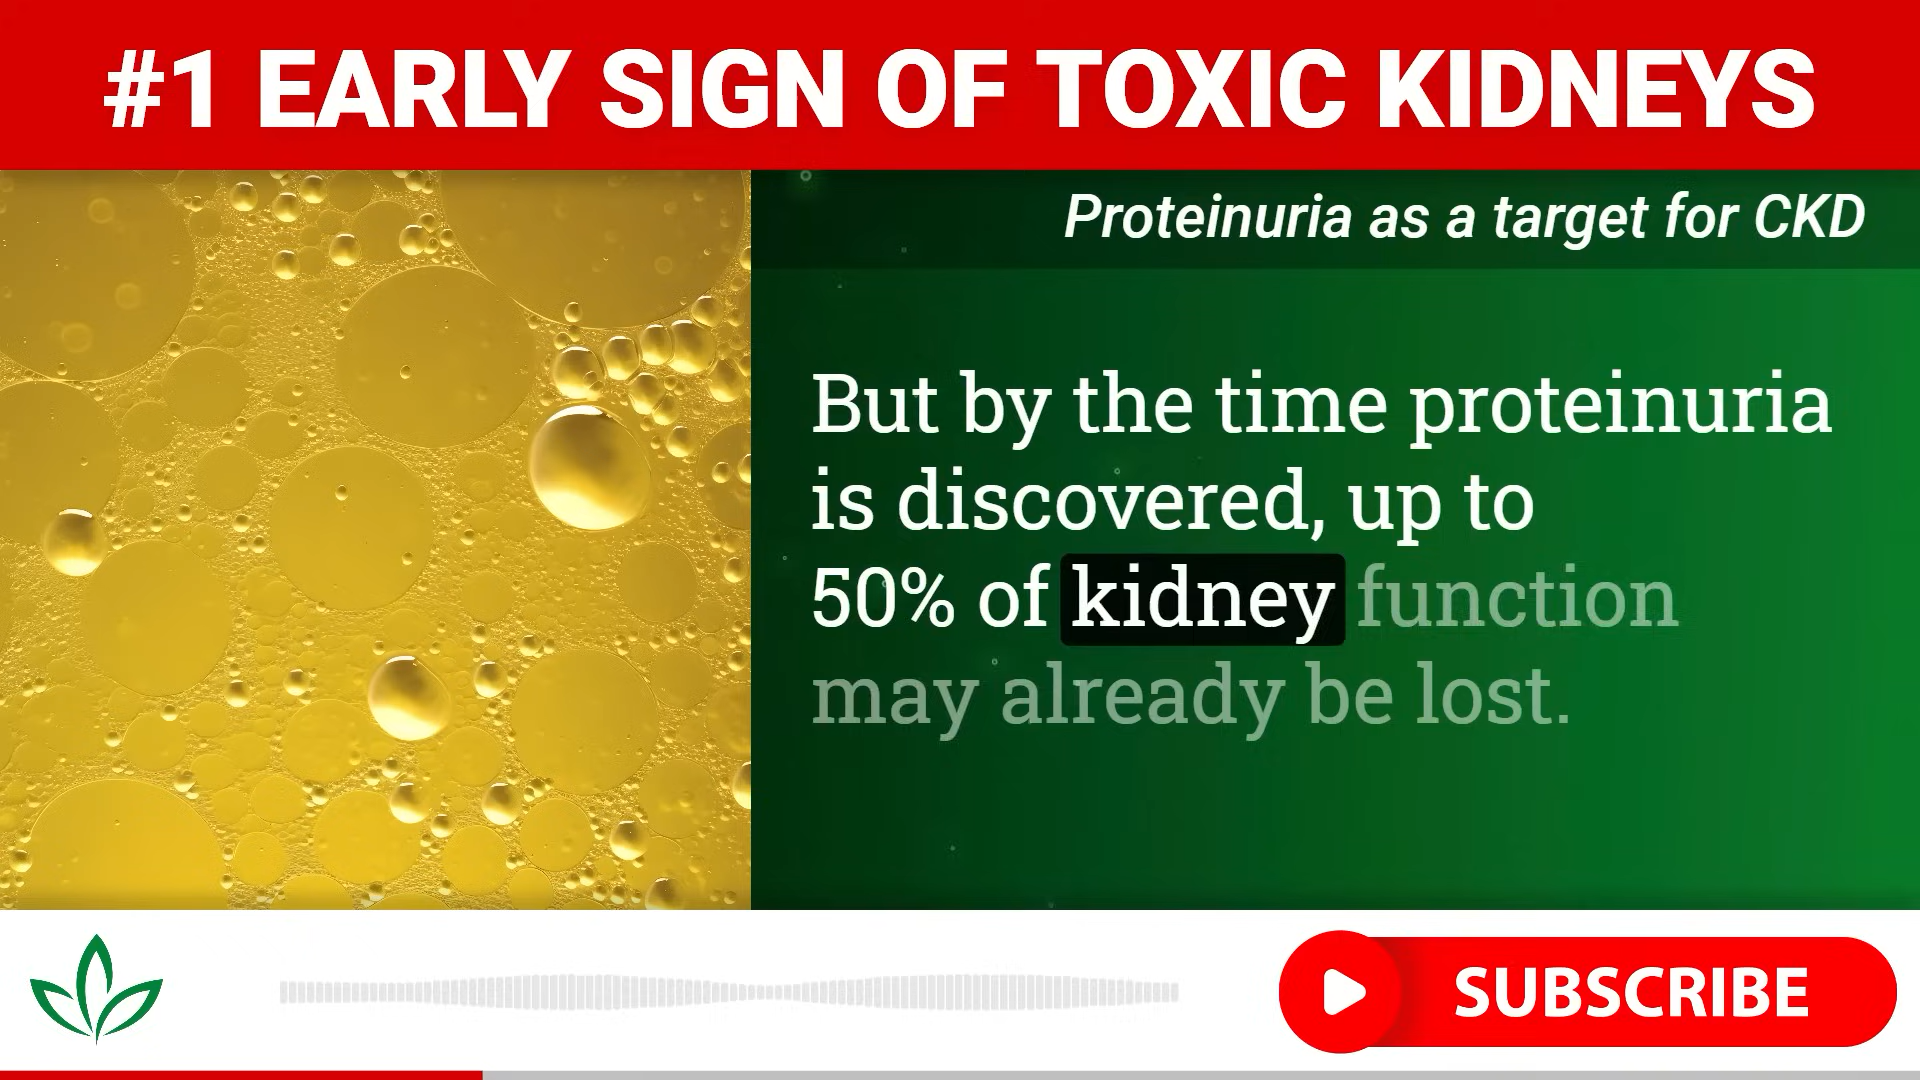 #1 EARLY SIGN OF TOXIC KIDNEYS
Proteinuria as a target for CKD
But by the time proteinuria
is discovered, up to
50% of kidney function
may already be lost.
SUBSCRIBE